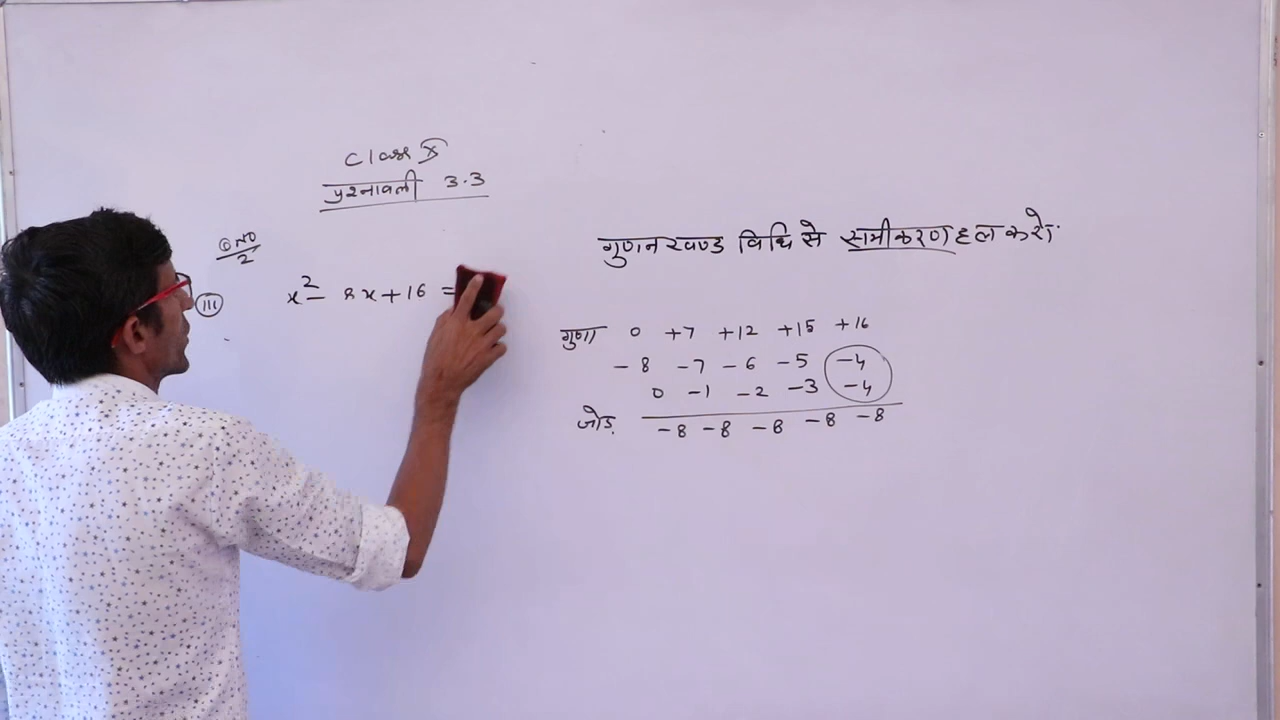 Class X
प्रश्नावली 3.3
Q NO/2
गुणनखण्ड विधि से समीकरण हल करो
(III) x² - 8x + 16 =
गुणा 0 +7 +12 +15 +16
-8 -7 -6 -5 -4
0 -1 -2 -3 -4
जोड़ -8 -8 -8 -8 -8